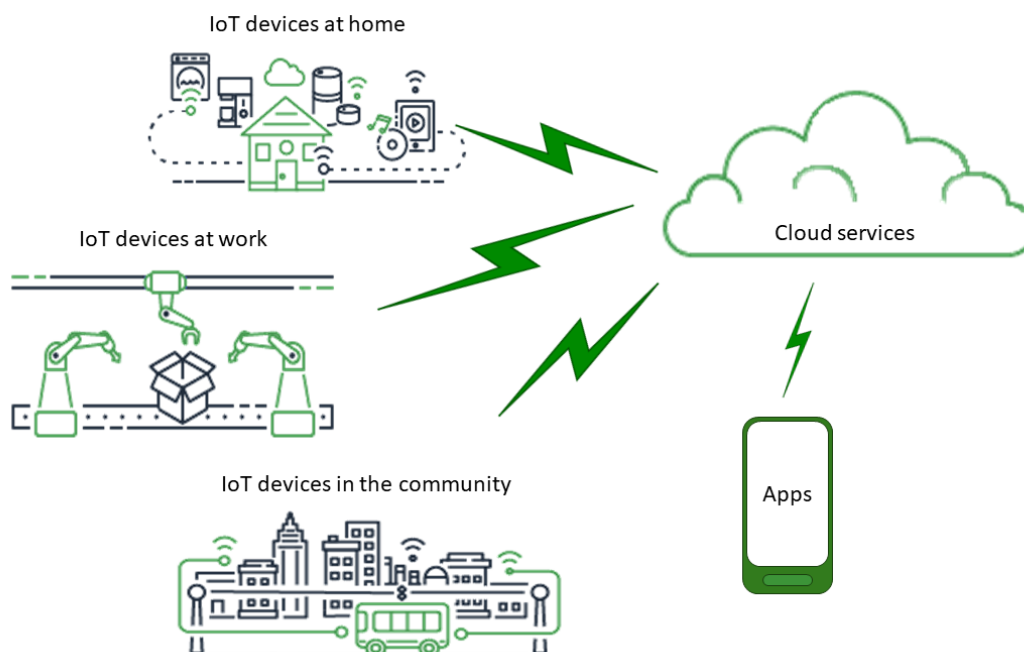 IoT devices at home
IoT devices at work
Cloud services
IoT devices in the community
Apps